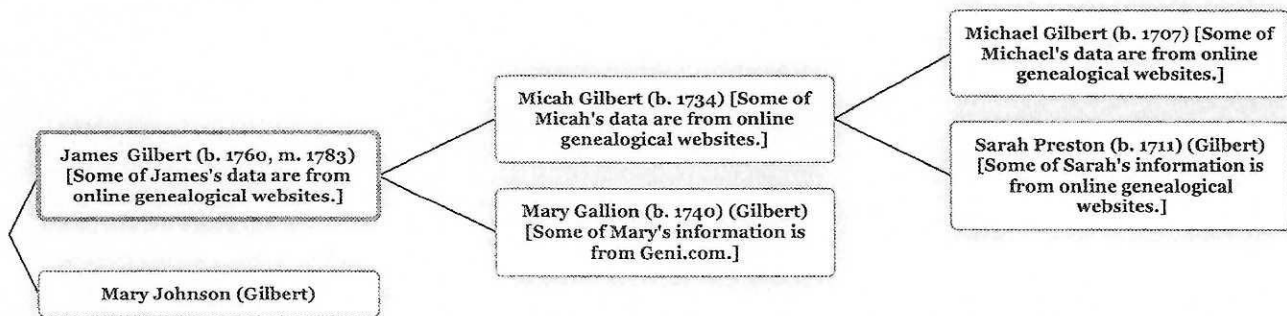 Michael Gilbert (b. 1707) [Some of
Michael's data are from online
genealogical websites.]
Micah Gilbert (b. 1734) [Some of
Micah's data are from online
genealogical websites.]
James Gilbert (b. 1760, m. 1783)
[Some of James's data are from
online genealogical websites.]
Sarah Preston (b. 1711) (Gilbert)
[Some of Sarah's information is
from online genealogical
websites.]
Mary Gallion (b. 1740) (Gilbert)
[Some of Mary's information is
from Geni.com.]
Mary Johnson (Gilbert)